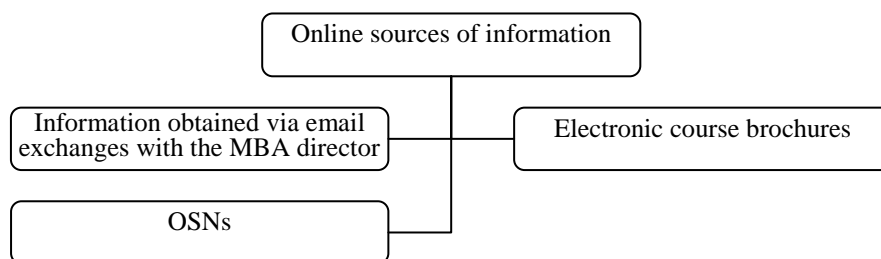 Online sources of information
Information obtained via email
exchanges with the MBA director
Electronic course brochures
OSNs